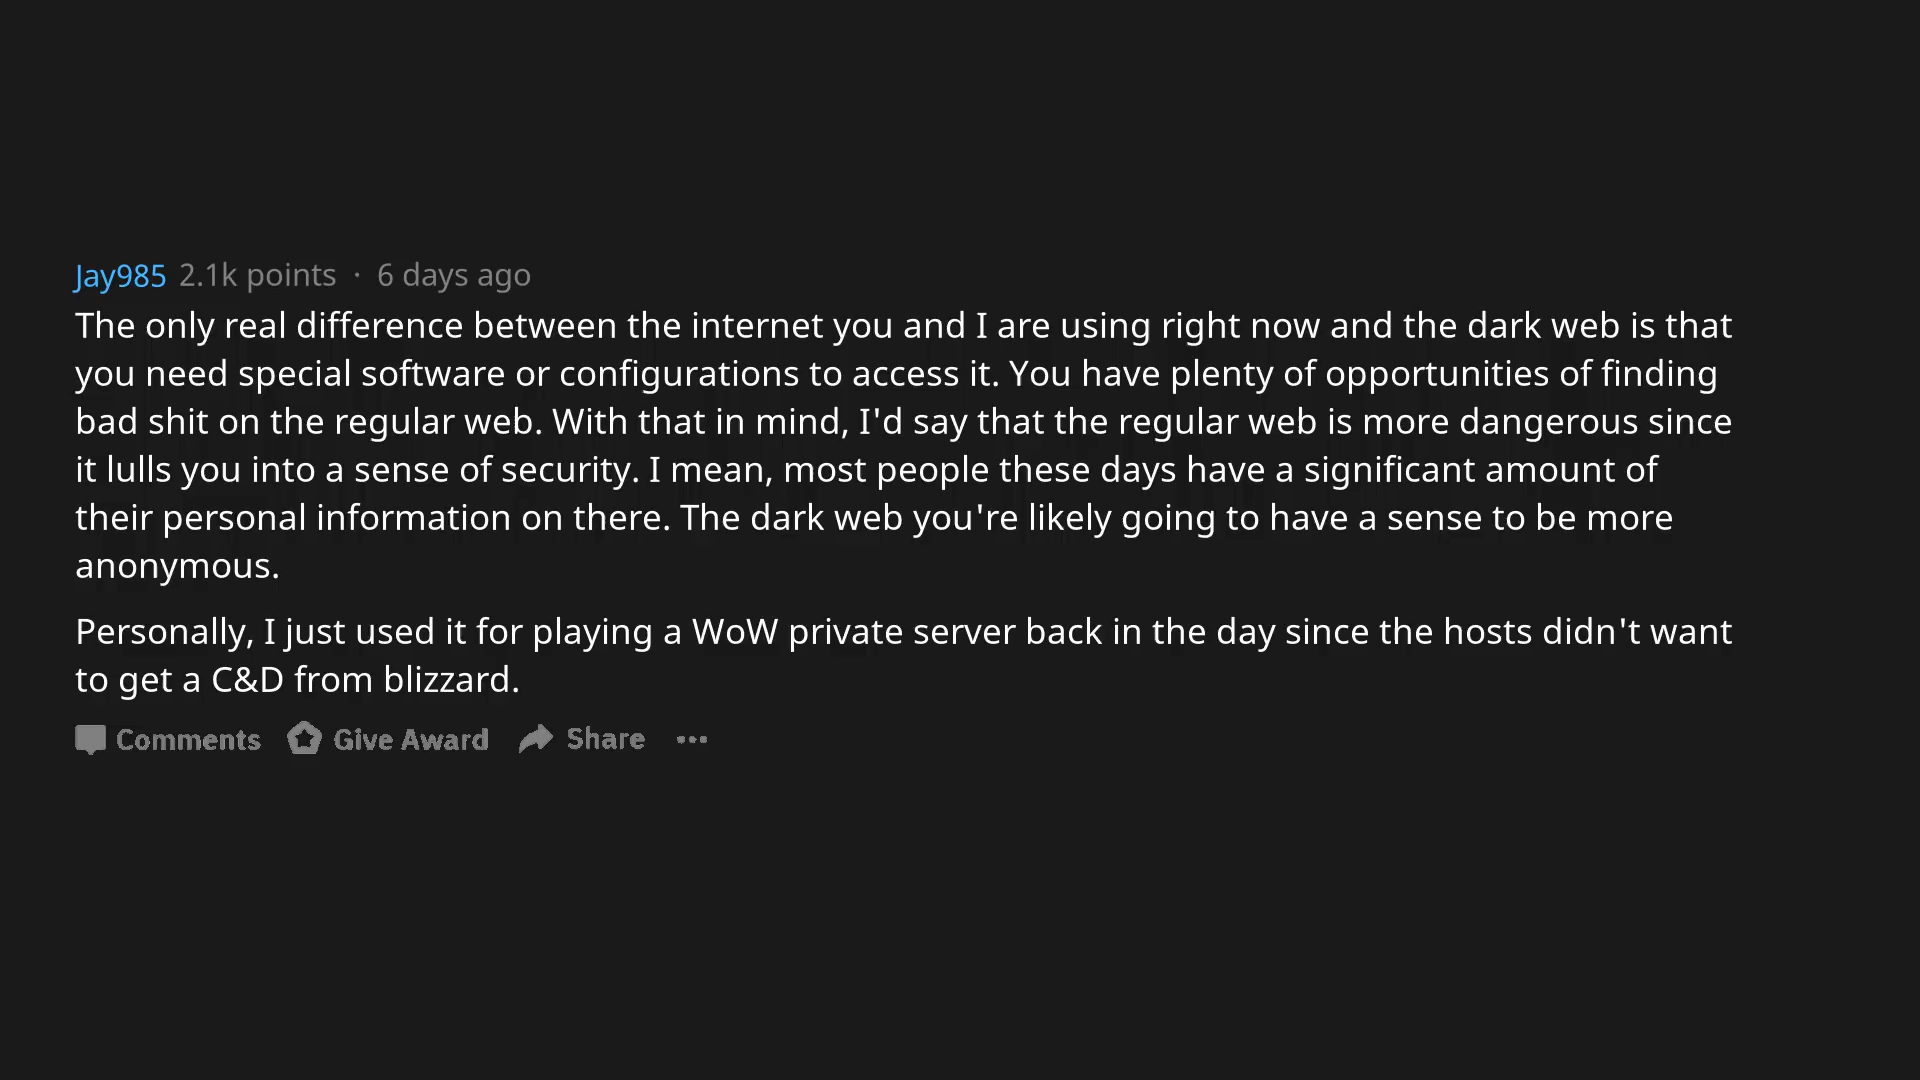 Jay985 2.1k points · 6 days ago
The only real difference between the internet you and I are using right now and the dark web is that
you need special software or configurations to access it. You have plenty of opportunities of finding
bad shit on the regular web. With that in mind, I'd say that the regular web is more dangerous since
it lulls you into a sense of security. I mean, most people these days have a significant amount of
their personal information on there. The dark web you're likely going to have a sense to be more
anonymous.
Personally, I just used it for playing a WoW private server back in the day since the hosts didn't want
to get a C&D from blizzard.
Comments Give Award Share ···